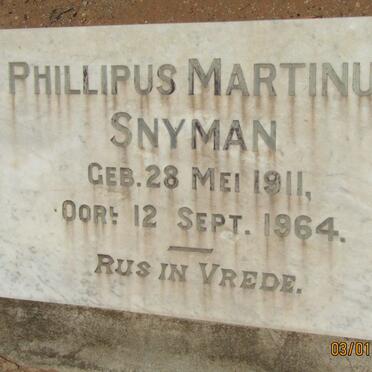 PHILLIPUS MARTINU
SNYMAN
GEB. 28 MEI 1911,
OORL 12 SEPT. 1964.
RUS IN VREDE.
03/01